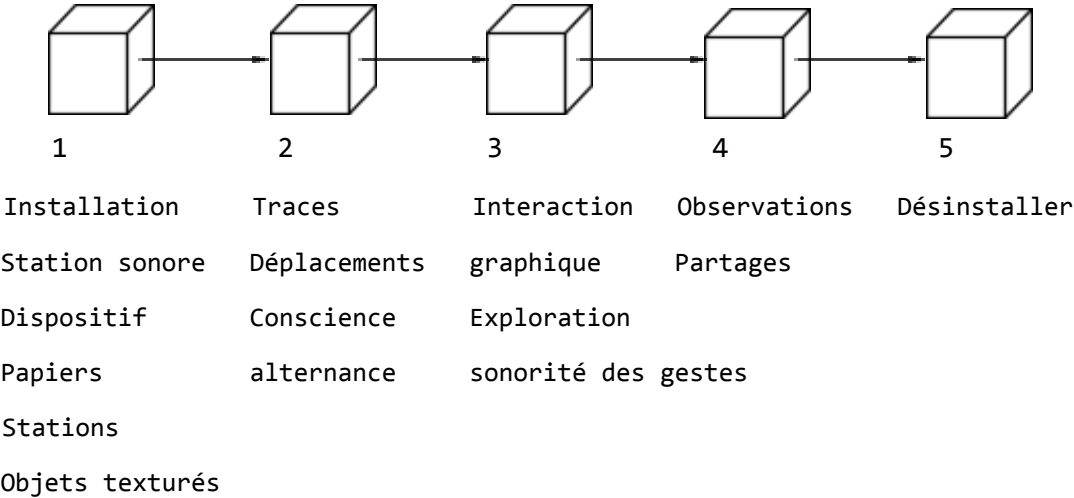 1 2 3 4 5
Installation Traces Interaction Observations Désinstaller
Station sonore Déplacements graphique Partages
Dispositif Conscience Exploration
Papiers alternance sonorité des gestes
Stations
Objets texturés